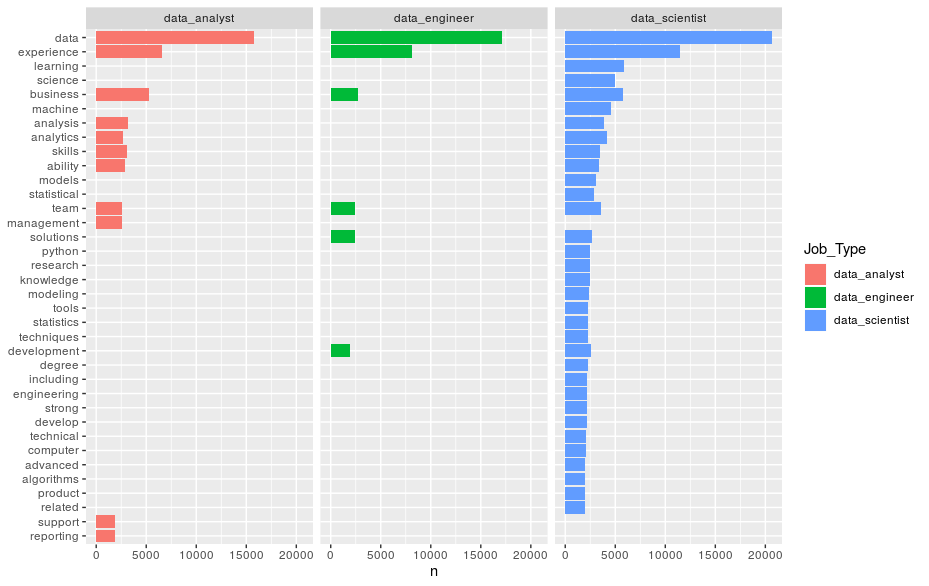 data_analyst data_engineer data_scientist
data
experience
learning
science
business
machine
analysis
analytics
skills
ability
models
statistical
team
management
solutions
python
research
knowledge
modeling
tools
statistics
techniques
development
degree
including
engineering
strong
develop
technical
computer
advanced
algorithms
product
related
support
reporting
0 5000 10000 15000 20000 0 5000 10000 15000 20000 0 5000 10000 15000 20000
n
Job_Type
data_analyst
data_engineer
data_scientist